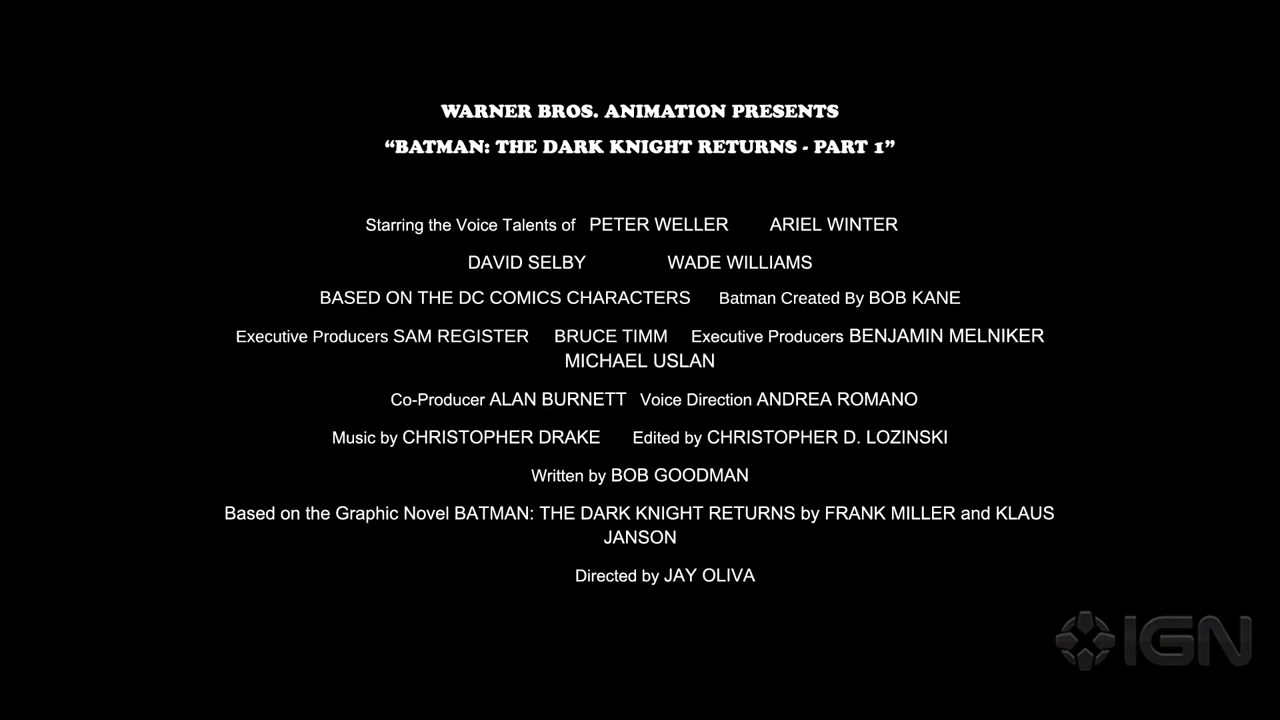 WARNER BROS. ANIMATION PRESENTS
“BATMAN: THE DARK KNIGHT RETURNS - PART 1”
Starring the Voice Talents of PETER WELLER ARIEL WINTER
DAVID SELBY WADE WILLIAMS
BASED ON THE DC COMICS CHARACTERS Batman Created By BOB KANE
Executive Producers SAM REGISTER BRUCE TIMM Executive Producers BENJAMIN MELNIKER
MICHAEL USLAN
Co-Producer ALAN BURNETT Voice Direction ANDREA ROMANO
Music by CHRISTOPHER DRAKE Edited by CHRISTOPHER D. LOZINSKI
Written by BOB GOODMAN
Based on the Graphic Novel BATMAN: THE DARK KNIGHT RETURNS by FRANK MILLER and KLAUS
JANSON
Directed by JAY OLIVA
IGN